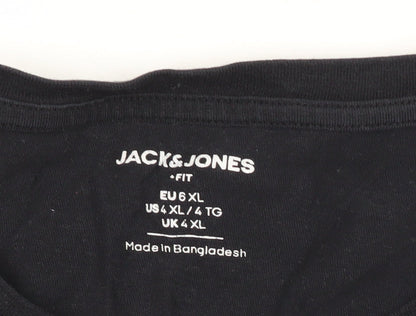 JACK&JONES
+FIT
EU 6 XL
US 4 XL / 4 TG
UK 4 XL
Made in Bangladesh